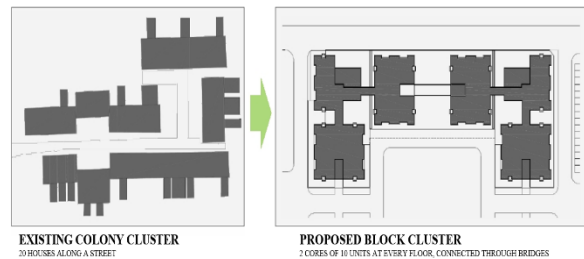 EXISTING COLONY CLUSTER
20 HOUSES ALONG A STREET
PROPOSED BLOCK CLUSTER
2 CORES OF 10 UNITS AT EVERY FLOOR, CONNECTED THROUGH BRIDGES